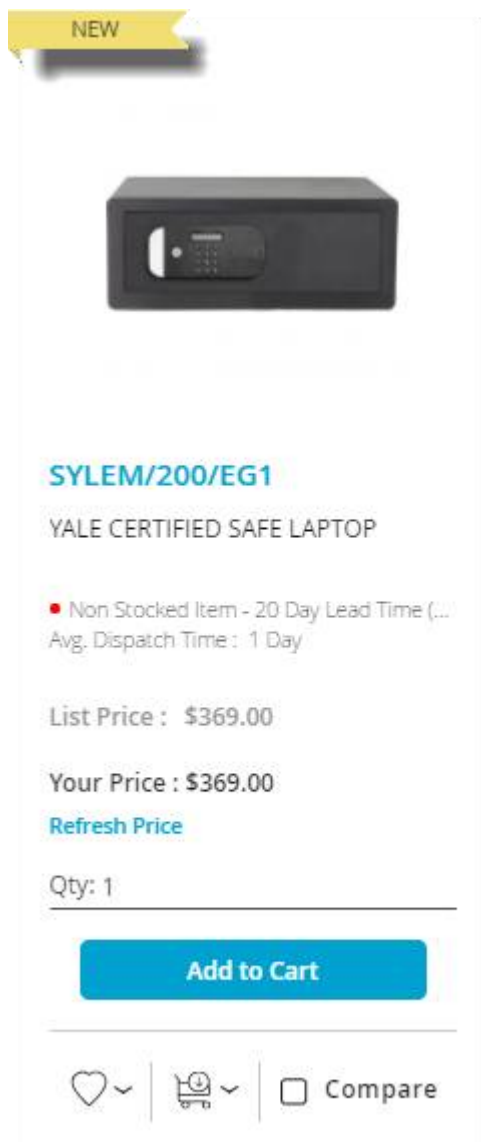 NEW
SYLEM/200/EG1
YALE CERTIFIED SAFE LAPTOP
Non Stocked Item - 20 Day Lead Time (...
Avg. Dispatch Time : 1 Day
List Price : $369.00
Your Price : $369.00
Refresh Price
Qty: 1
Add to Cart
Compare